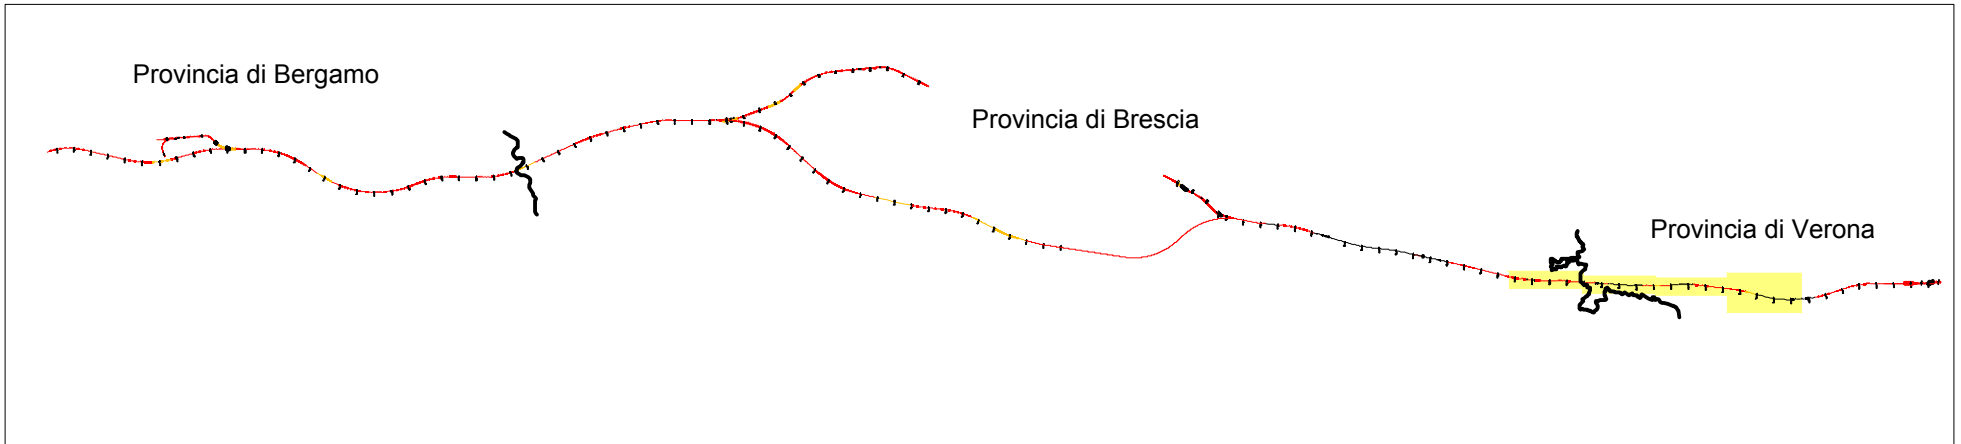 Provincia di Bergamo
Provincia di Brescia
Provincia di Verona